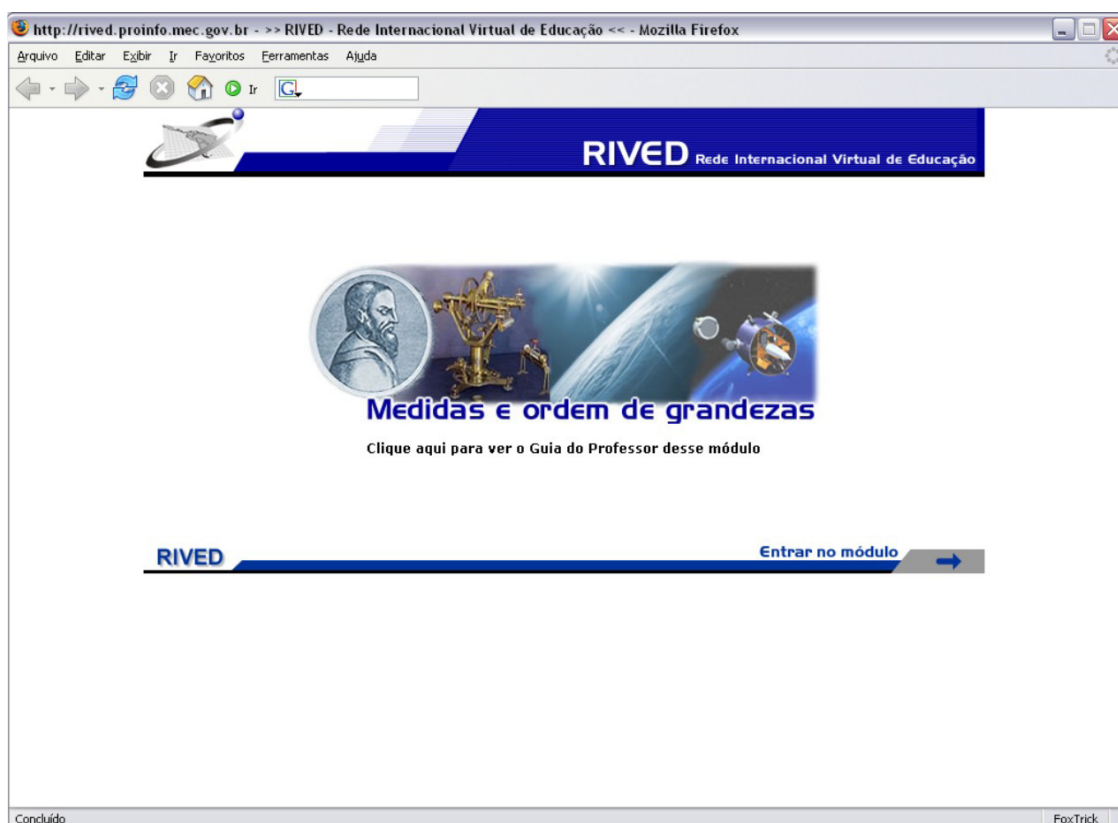 http://rived.proinfo.mec.gov.br - >> RIVED - Rede Internacional Virtual de Educação << - Mozilla Firefox
Arquivo Editar Exibir Ir Favoritos Ferramentas Ajuda
Ir G
RIVED Rede Internacional Virtual de Educação
Medidas e ordem de grandezas
Clique aqui para ver o Guia do Professor desse módulo
RIVED Entrar no módulo
Concluído FoxTrick